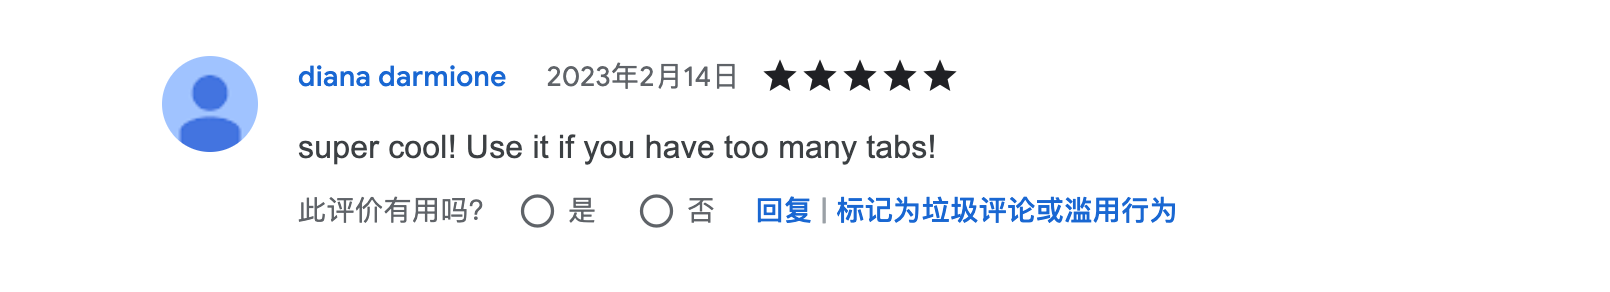 diana darmione 2023年2月14日 ★★★★★
super cool! Use it if you have too many tabs!
此评价有用吗? 是 否 回复 | 标记为垃圾评论或滥用行为